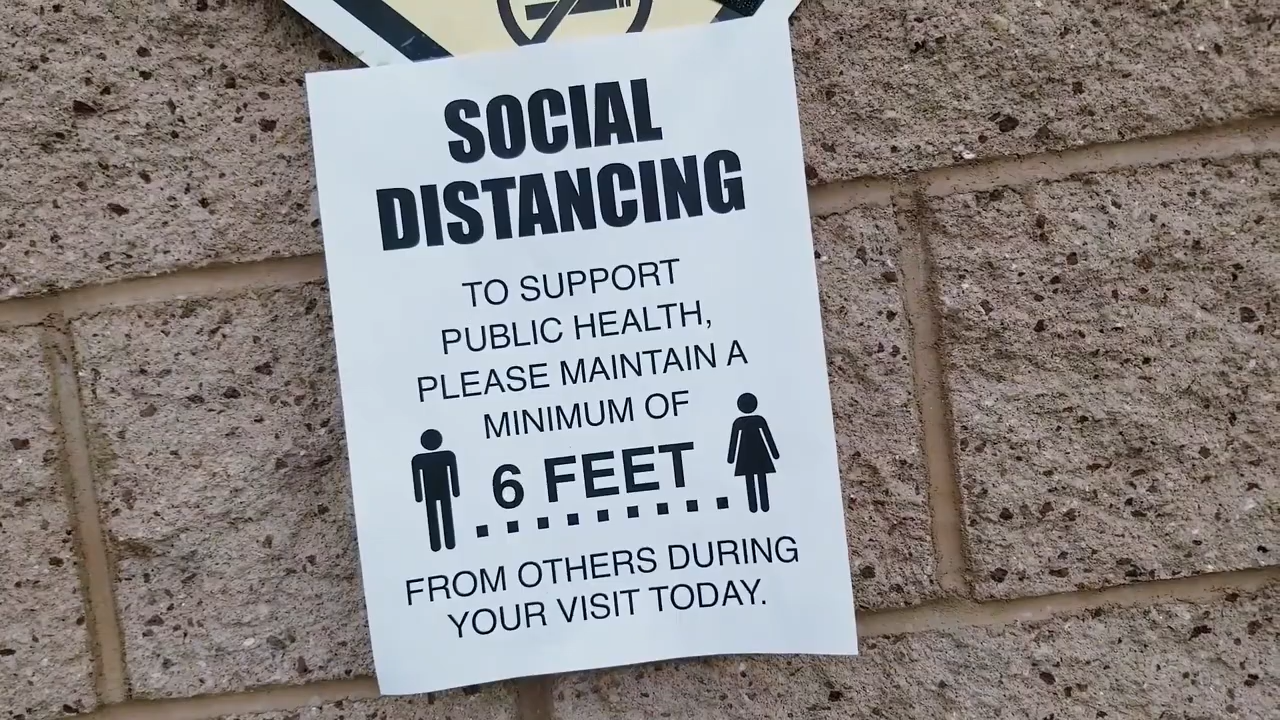 SOCIAL
DISTANCING
TO SUPPORT
PUBLIC HEALTH,
PLEASE MAINTAIN A
MINIMUM OF
6 FEET
FROM OTHERS DURING
YOUR VISIT TODAY.